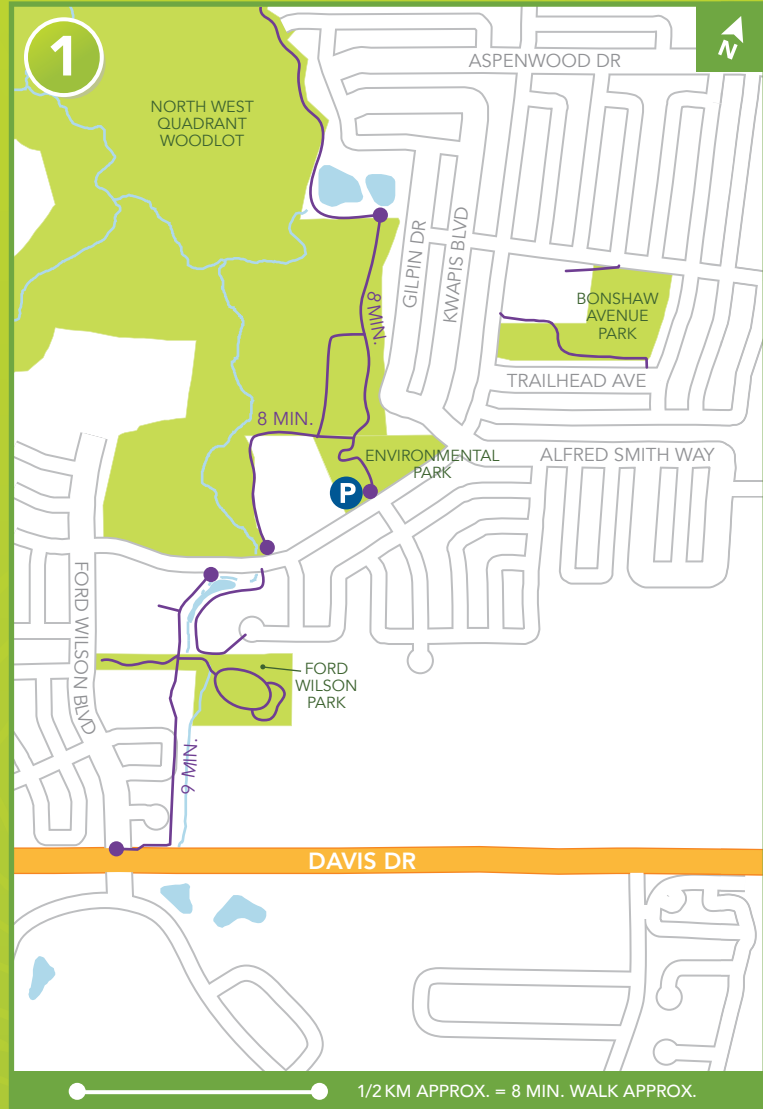 1
N
ASPENWOOD DR
NORTH WEST
QUADRANT
WOODLOT
GILPIN DR
KWAPIS BLVD
8 MIN.
BONSHAW
AVENUE
PARK
TRAILHEAD AVE
8 MIN.
ENVIRONMENTAL
PARK
ALFRED SMITH WAY
P
FORD WILSON BLVD
FORD
WILSON
PARK
9 MIN.
DAVIS DR
1/2 KM APPROX. = 8 MIN. WALK APPROX.